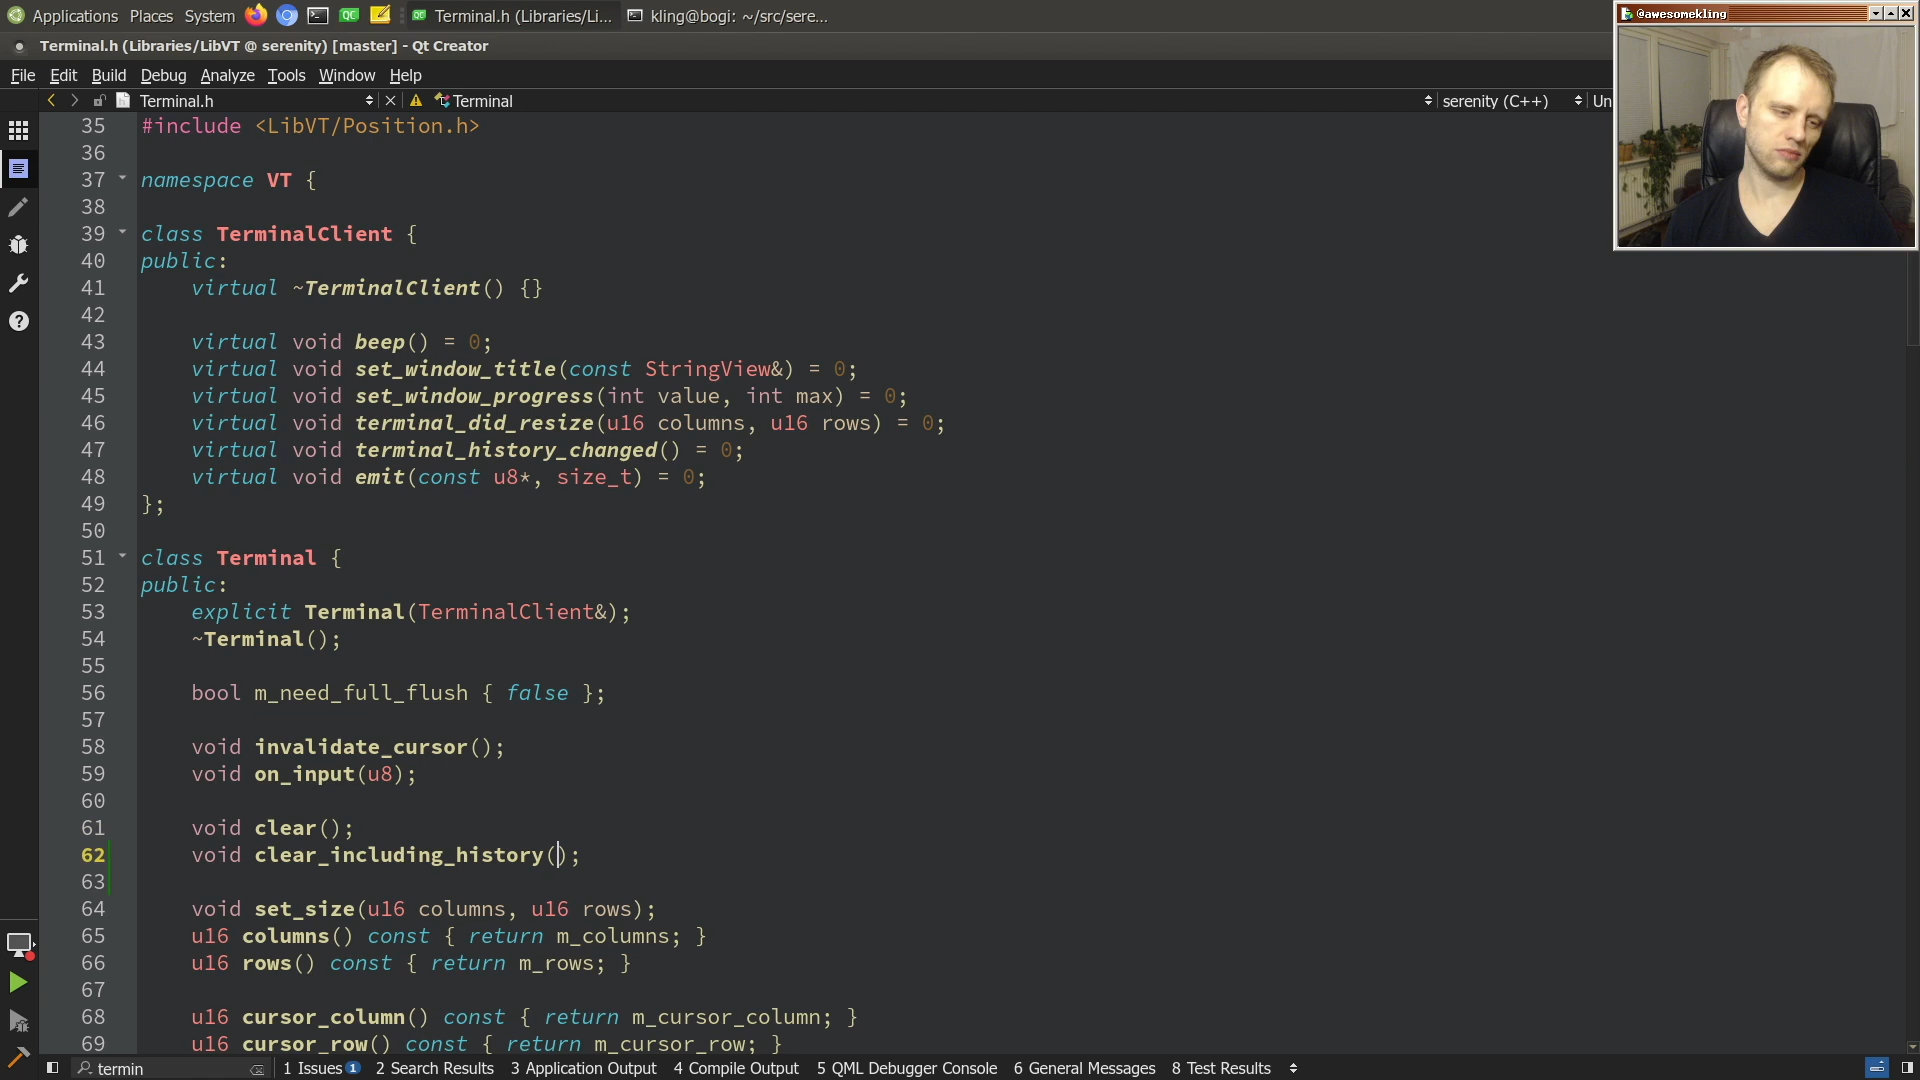 Applications Places System Terminal.h (Libraries/Li... kling@bogi: ~/src/sere...
@awesomekling
Terminal.h (Libraries/LibVT @ serenity) [master] - Qt Creator
File Edit Build Debug Analyze Tools Window Help
Terminal.h Terminal serenity (C++) Un
35 #include <LibVT/Position.h>
36
37 namespace VT {
38
39 class TerminalClient {
40 public:
41 virtual ~TerminalClient() {}
42
43 virtual void beep() = 0;
44 virtual void set_window_title(const StringView&) = 0;
45 virtual void set_window_progress(int value, int max) = 0;
46 virtual void terminal_did_resize(u16 columns, u16 rows) = 0;
47 virtual void terminal_history_changed() = 0;
48 virtual void emit(const u8*, size_t) = 0;
49 };
50
51 class Terminal {
52 public:
53 explicit Terminal(TerminalClient&);
54 ~Terminal();
55
56 bool m_need_full_flush { false };
57
58 void invalidate_cursor();
59 void on_input(u8);
60
61 void clear();
62 void clear_including_history();
63
64 void set_size(u16 columns, u16 rows);
65 u16 columns() const { return m_columns; }
66 u16 rows() const { return m_rows; }
67
68 u16 cursor_column() const { return m_cursor_column; }
69 u16 cursor_row() const { return m_cursor_row; }
termin 1 Issues 1 2 Search Results 3 Application Output 4 Compile Output 5 QML Debugger Console 6 General Messages 8 Test Results